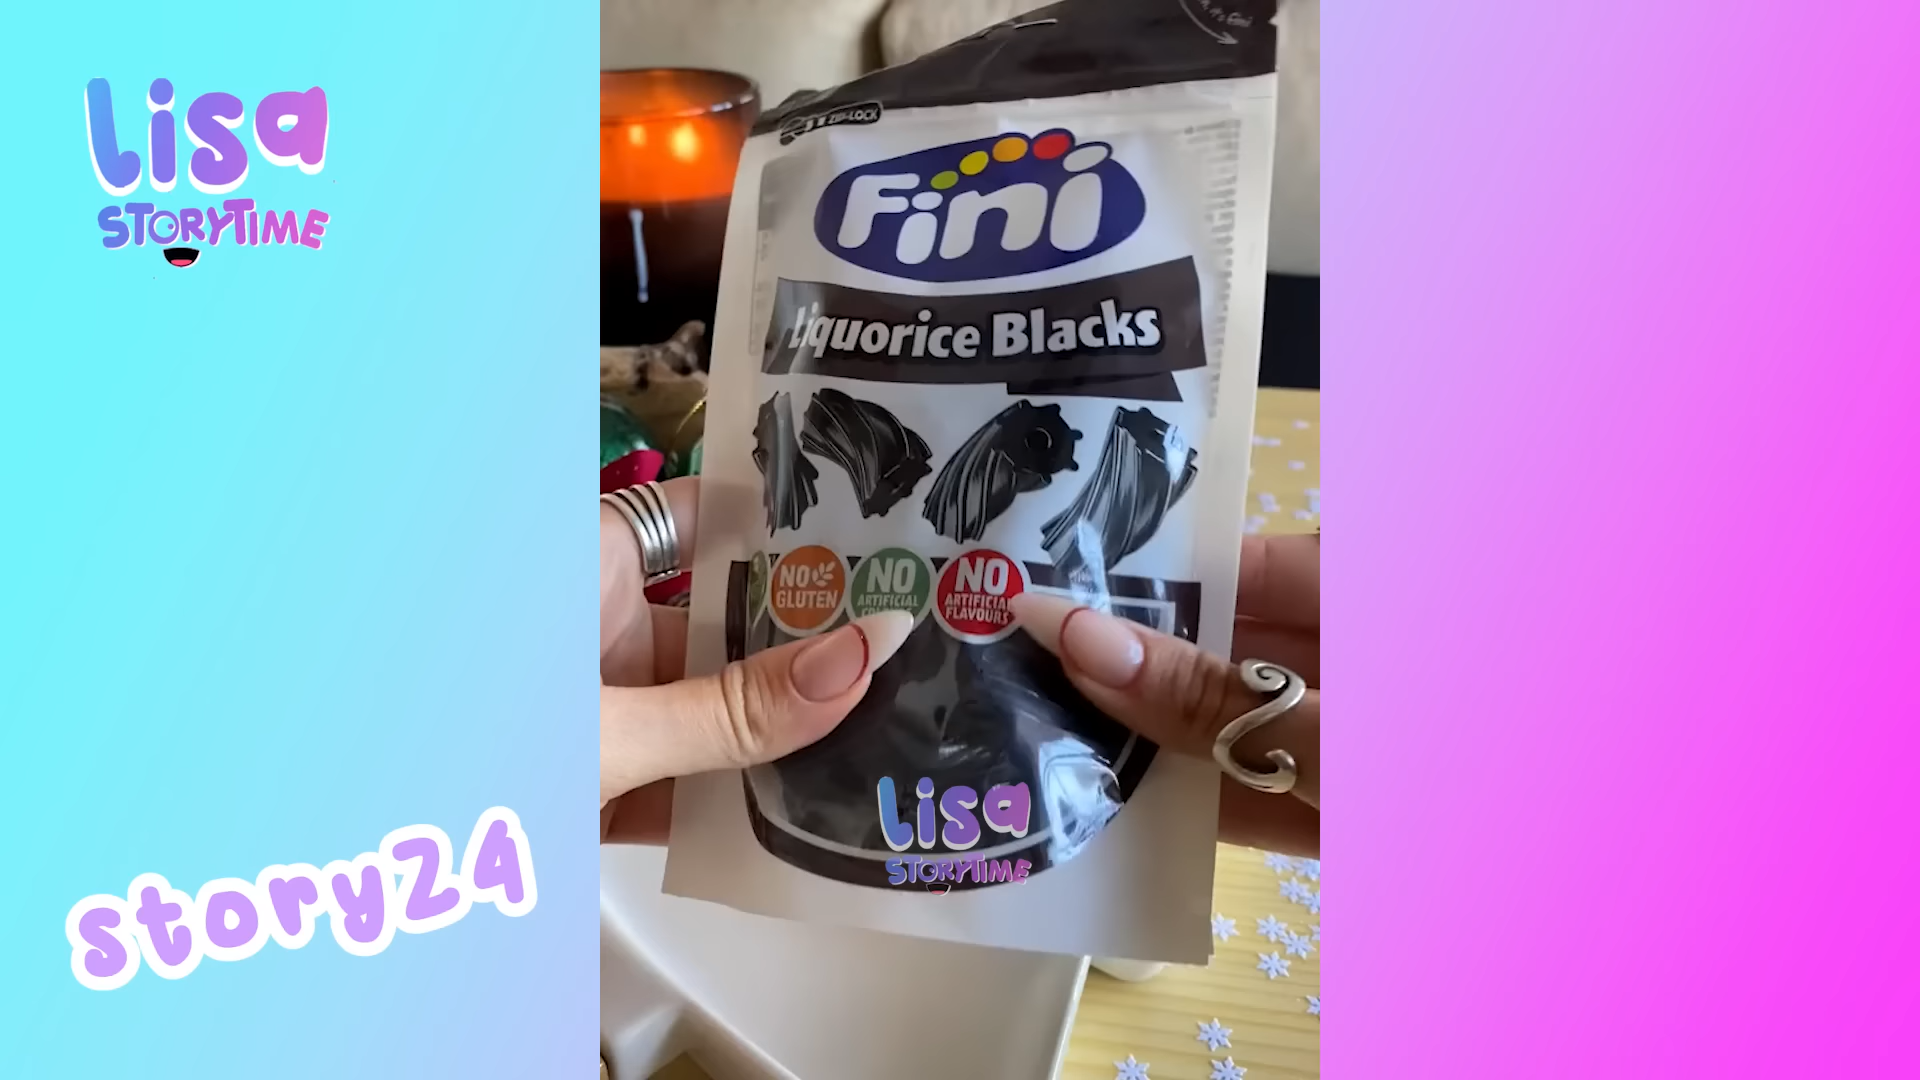 Lisa
STORYTIME
story24
ZIP-LOCK
Fini
Liquorice Blacks
NO
GLUTEN
NO
ARTIFICIAL
NO
ARTIFICIAL
FLAVOURS
Lisa
STORYTIME